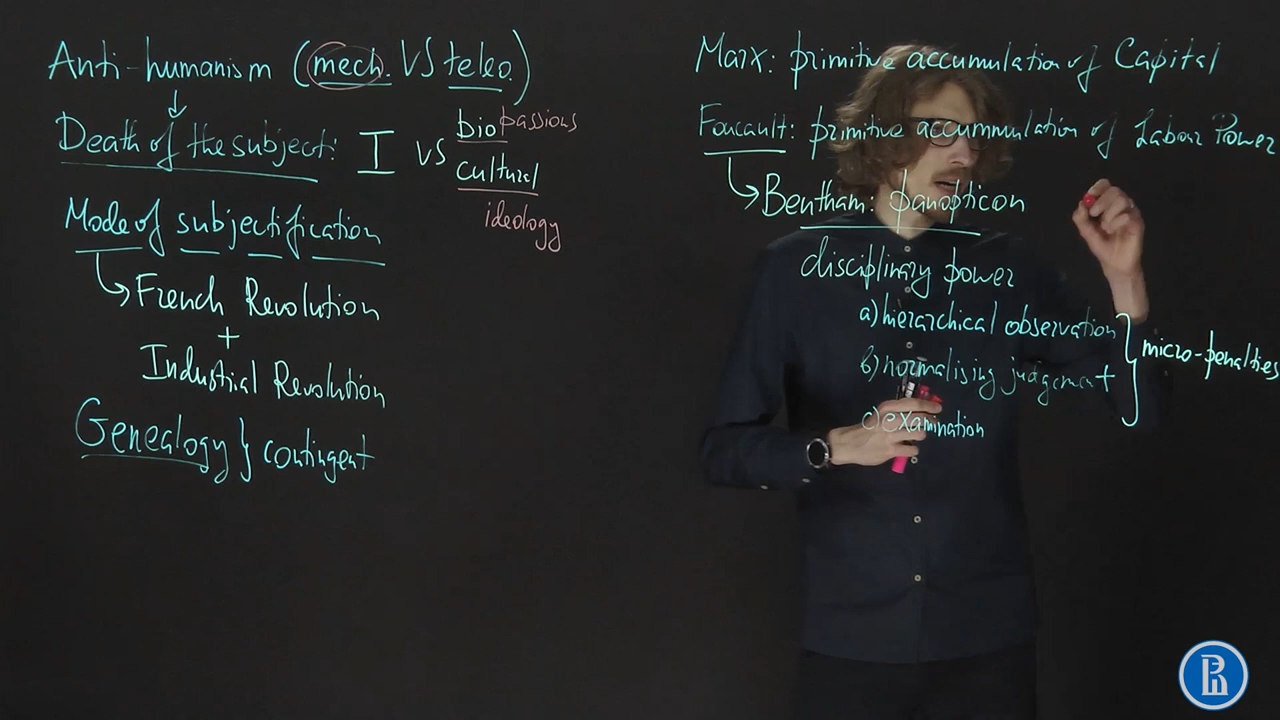 Anti-humanism (mech. VS teleo.)
Death of the subject: I VS bio passions
cultural
ideology
Mode of subjectification
French Revolution
+
Industrial Revolution
Genealogy } contingent
Marx: primitive accumulation of Capital
Foucault: primitive accummulation of Labour Power
Bentham: panopticon
disciplinary power
a) hierarchical observation
b) normalising judgement
} micro-penalties
c) examination